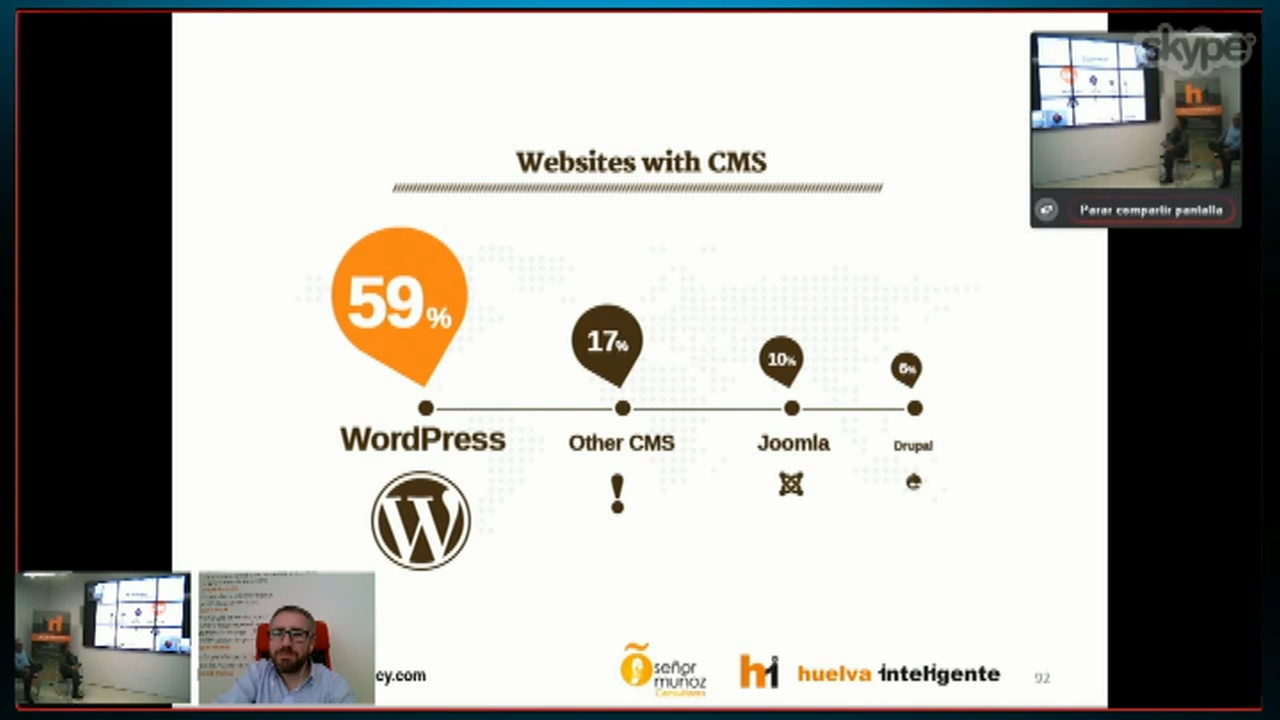 skype
Parar compartir pantalla
Websites with CMS
59%
17%
10%
6%
WordPress
Other CMS
Joomla
Drupal
cy.com
señor
muñoz
Consultores
huelva inteligente
92